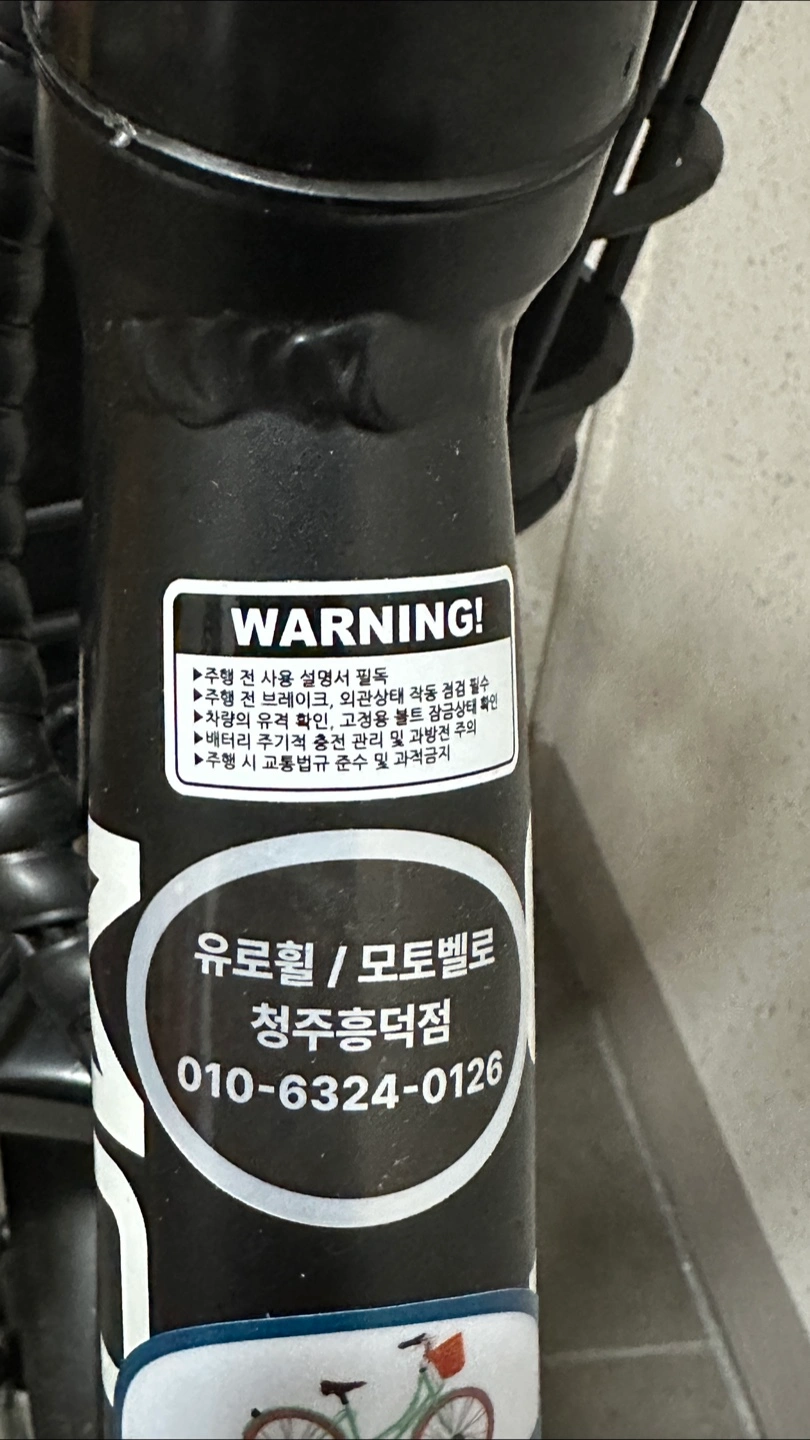 WARNING!
▶주행 전 사용 설명서 필독
▶주행 전 브레이크, 외관상태 작동 점검 필수
▶차량의 유격 확인, 고정용 볼트 잠금상태 확인
▶배터리 주기적 충전 관리 및 과방전 주의
▶주행 시 교통법규 준수 및 과적금지
유로휠 / 모토벨로
청주흥덕점
010-6324-0126